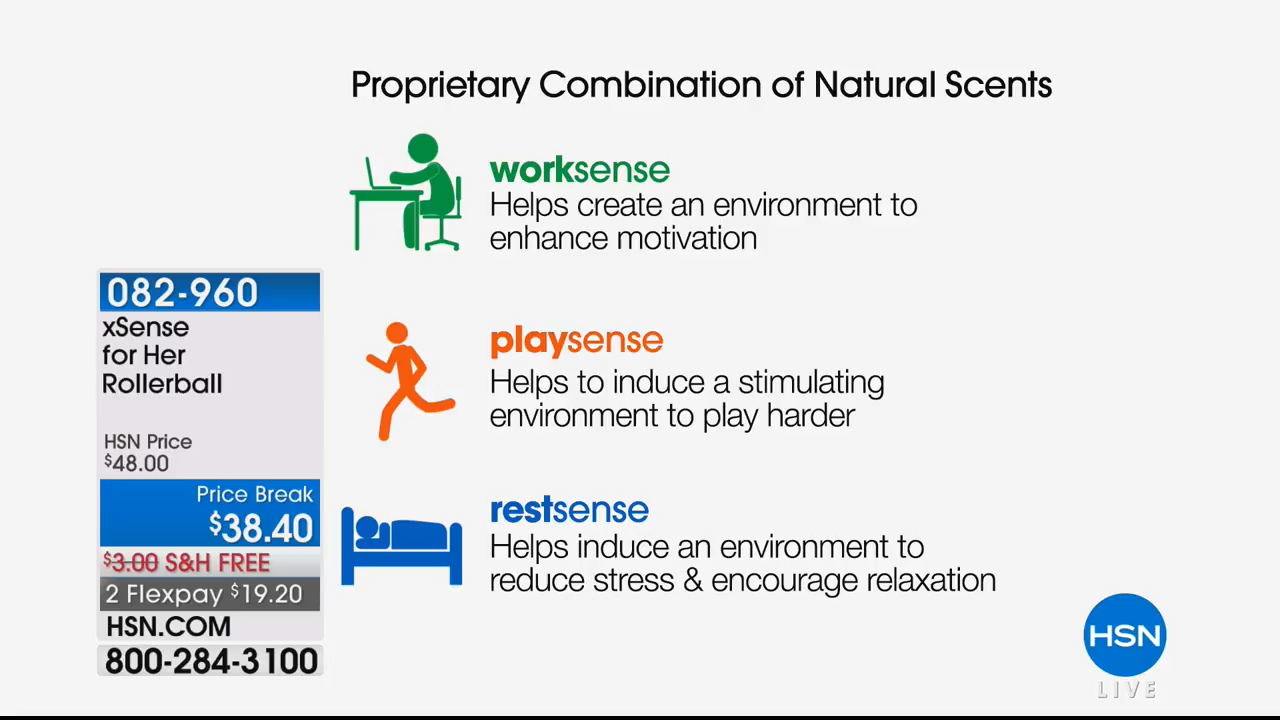 Proprietary Combination of Natural Scents
worksense
Helps create an environment to
enhance motivation
082-960
xSense
for Her
Rollerball
HSN Price
$48.00
Price Break
$38.40
$3.00 S&H FREE
2 Flexpay $19.20
HSN.COM
800-284-3100
playsense
Helps to induce a stimulating
environment to play harder
restsense
Helps induce an environment to
reduce stress & encourage relaxation
HSN
LIVE